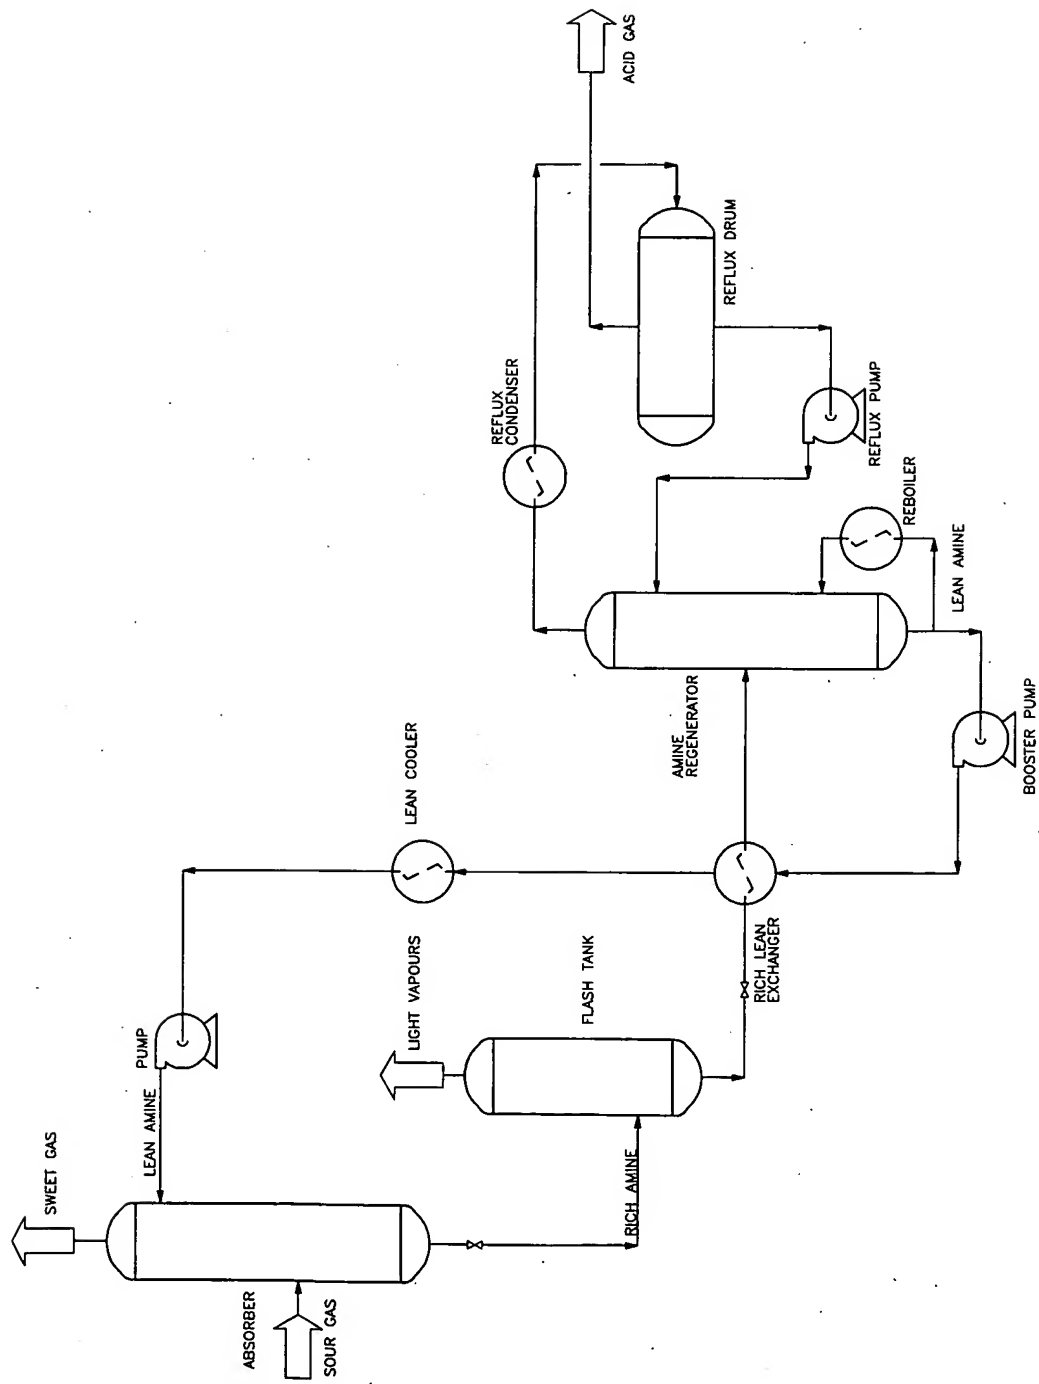 SWEET GAS
LEAN AMINE
PUMP
ABSORBER
SOUR GAS
RICH AMINE
LIGHT VAPOURS
FLASH TANK
LEAN COOLER
RICH LEAN
EXCHANGER
AMINE
REGENERATOR
BOOSTER PUMP
LEAN AMINE
REBOILER
REFLUX
CONDENSER
REFLUX PUMP
REFLUX DRUM
ACID GAS